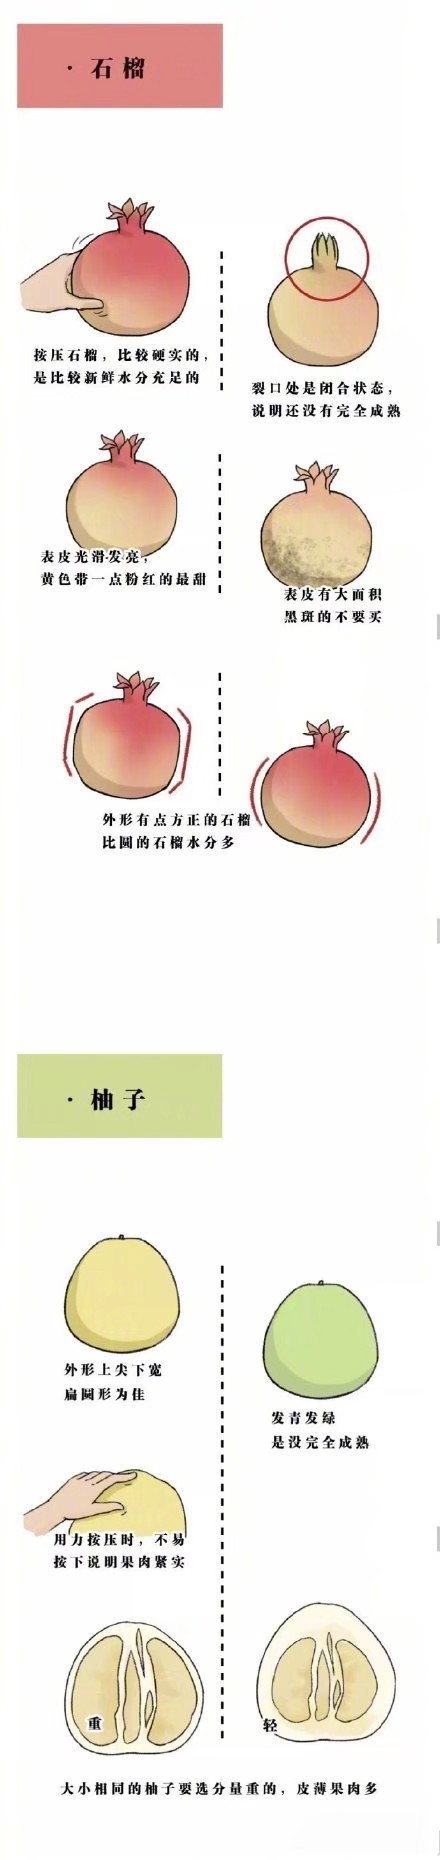 · 石榴
按压石榴，比较硬实的，
是比较新鲜水分充足的
裂口处是闭合状态，
说明还没有完全成熟
表皮光滑发亮，
黄色带一点粉红的最甜
表皮有大面积
黑斑的不要买
外形有点方正的石榴
比圆的石榴水分多
· 柚子
外形上尖下宽
扁圆形为佳
发青发绿
是没完全成熟
用力按压时，不易
按下说明果肉紧实
重
轻
大小相同的柚子要选分量重的，皮薄果肉多